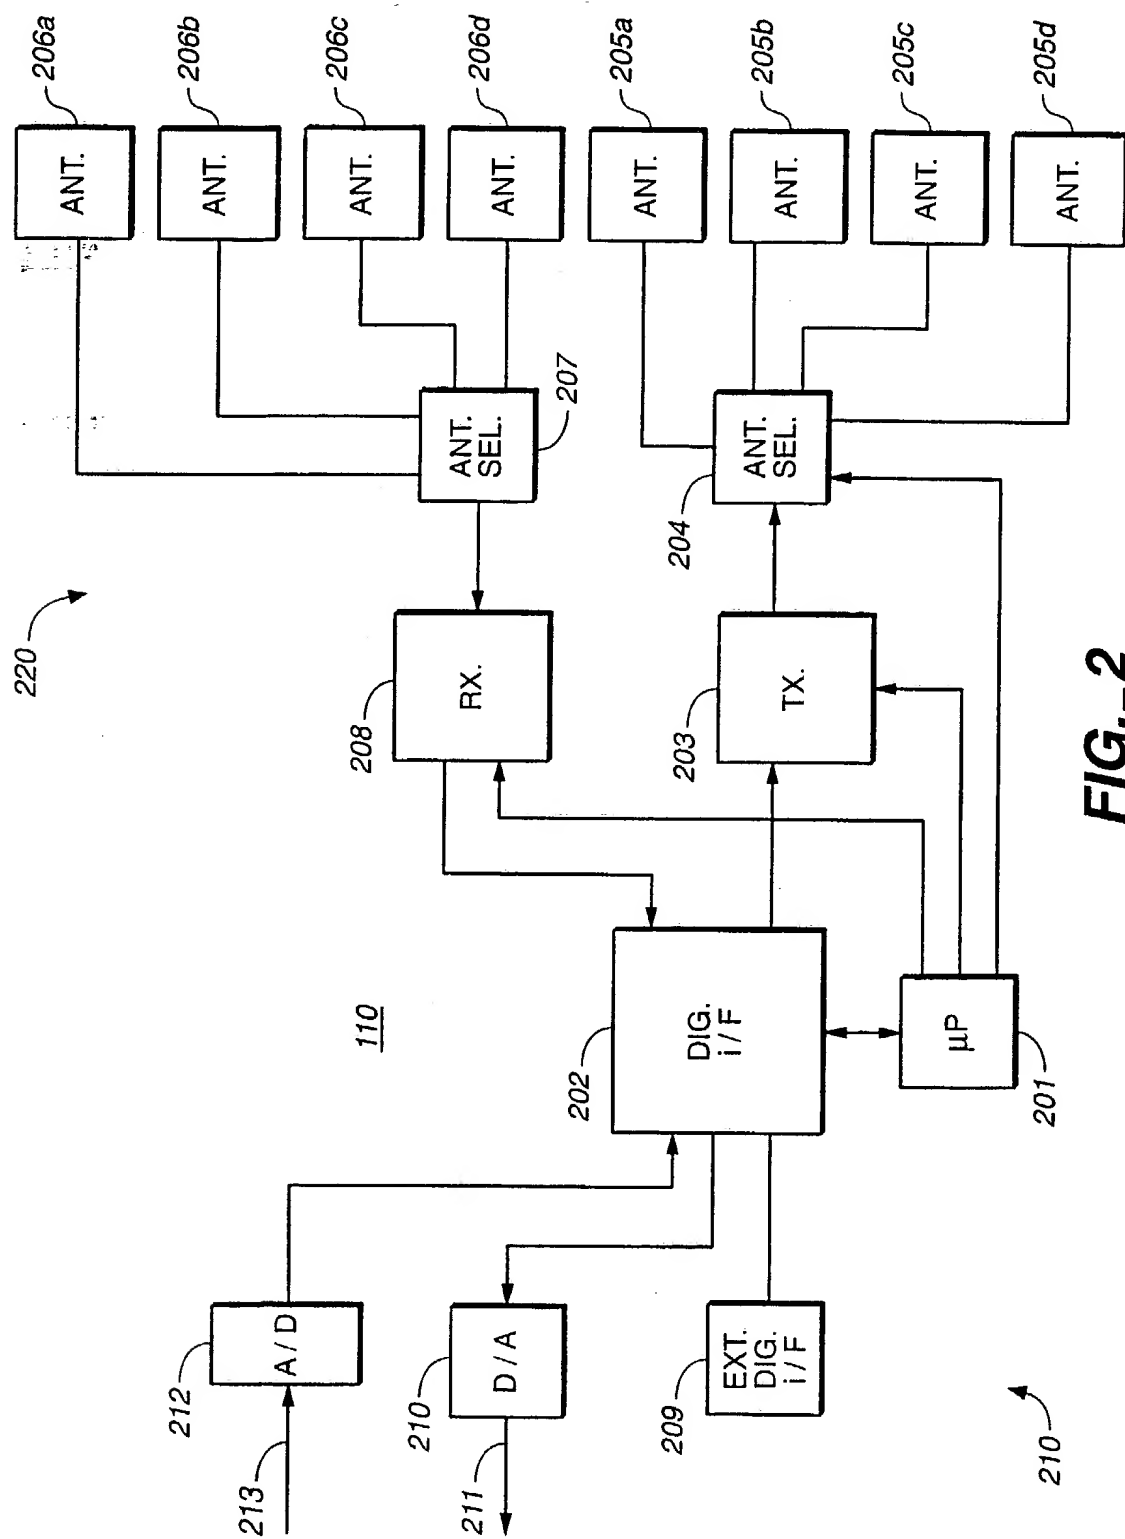 220
206a
ANT.
206b
ANT.
206c
ANT.
206d
ANT.
205a
ANT.
205b
ANT.
205c
ANT.
205d
ANT.
ANT.
SEL.
207
ANT.
SEL.
204
RX.
208
TX.
203
110
DIG.
i / F
202
µP
201
A / D
212
213
D / A
210
211
EXT.
DIG.
i / F
209
210
FIG._2